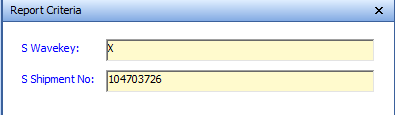 Report Criteria
S Wavekey: X
S Shipment No: 104703726